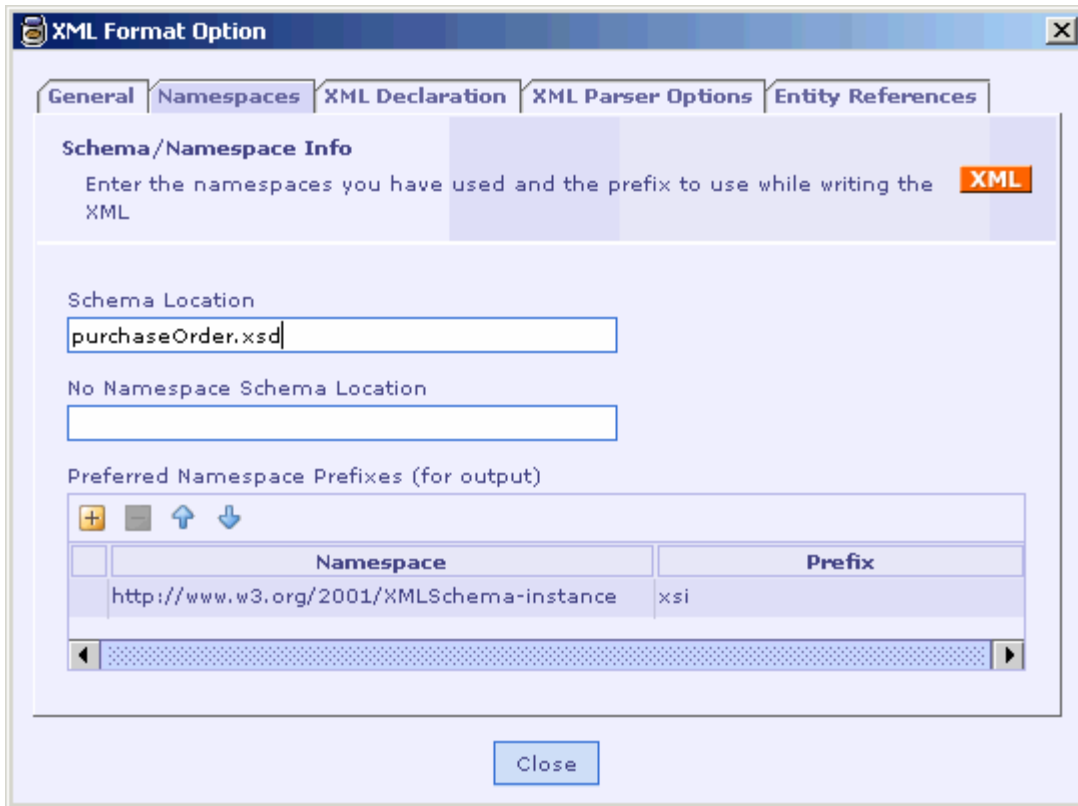 XML Format Option
General Namespaces XML Declaration XML Parser Options Entity References
Schema/Namespace Info
Enter the namespaces you have used and the prefix to use while writing the
XML
XML
Schema Location
purchaseOrder.xsd
No Namespace Schema Location
Preferred Namespace Prefixes (for output)
Namespace Prefix
http://www.w3.org/2001/XMLSchema-instance xsi
Close